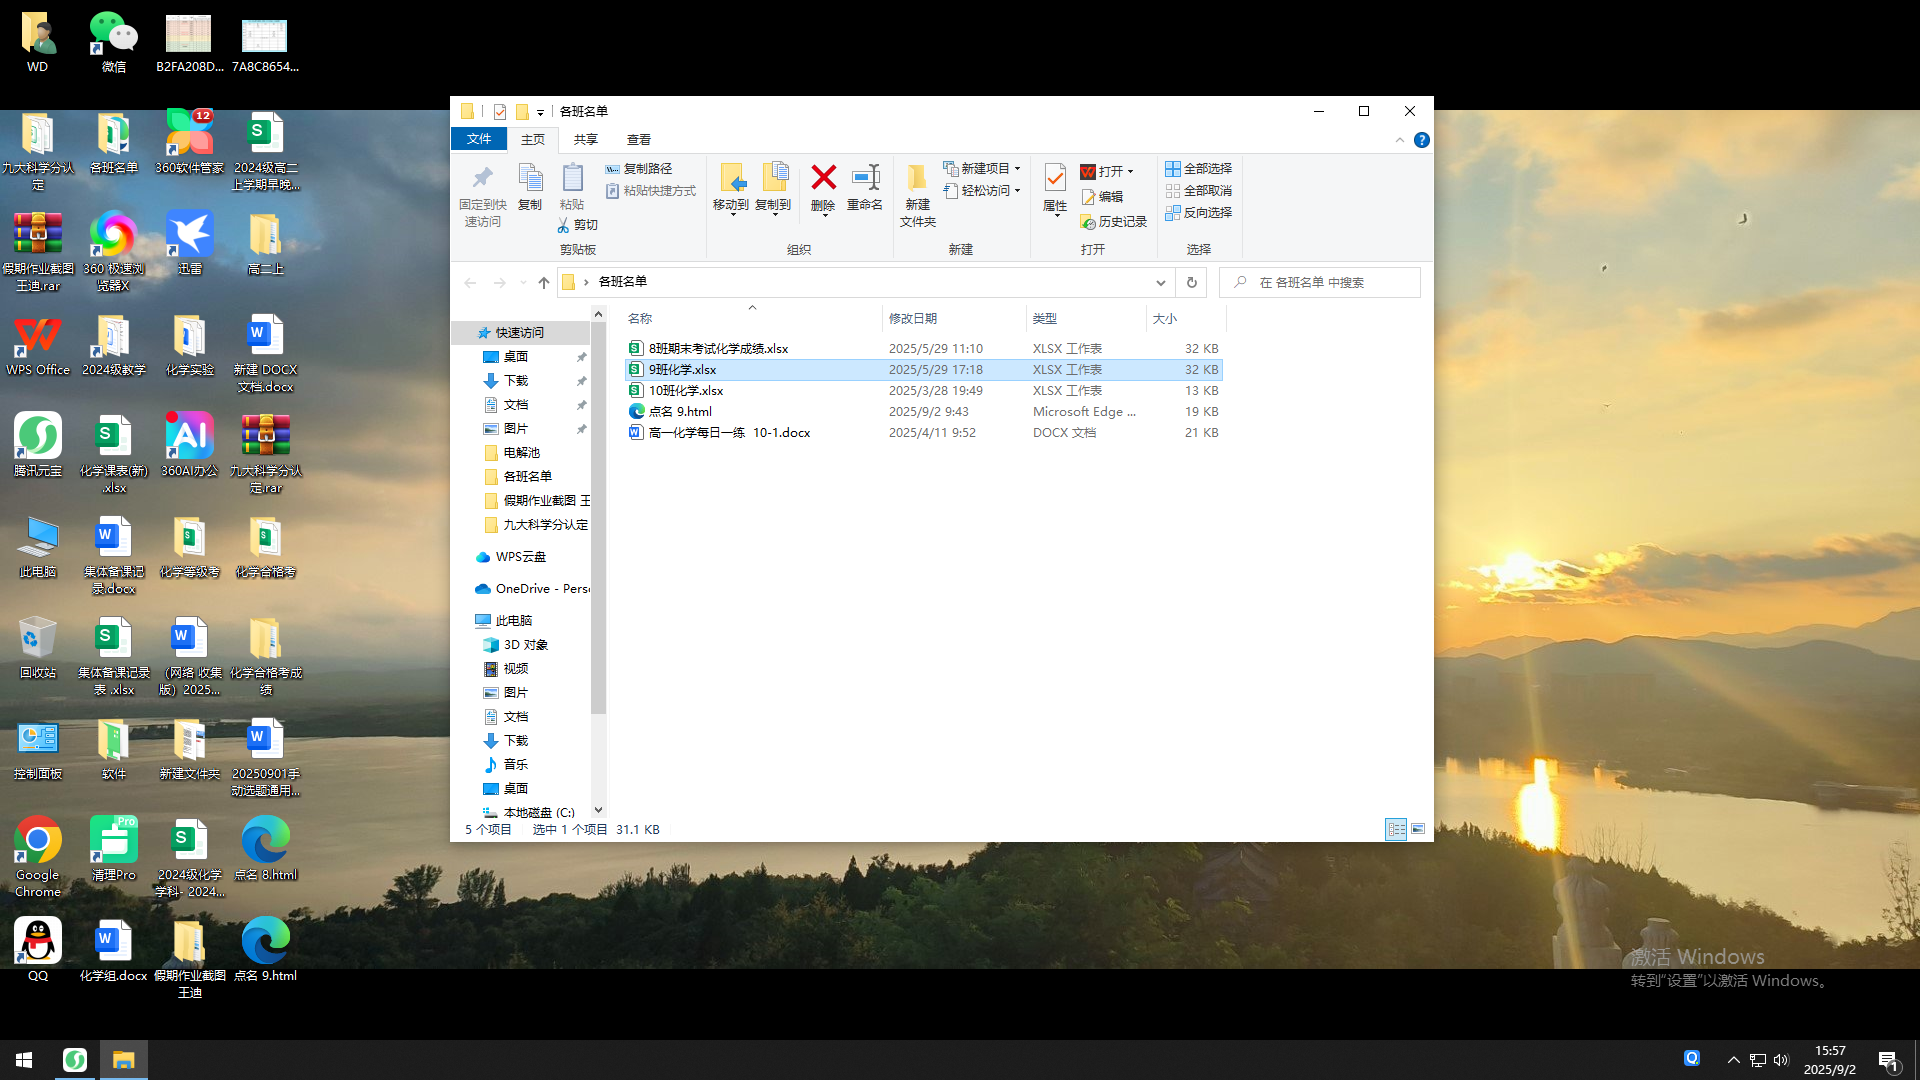 WD
微信
B2FA208D...
7A8C8654...
九大科学分认定
各班名单
12
360软件管家
2024级高二上学期早晚...
假期作业截图 王迪.rar
360 极速浏览器X
迅雷
高二上
WPS Office
2024级教学
化学实验
新建 DOCX 文档.docx
腾讯元宝
化学课表(新).xlsx
AI
360AI办公
九大科学分认定.rar
此电脑
集体备课记录.docx
化学等级考
化学合格考
回收站
集体备课记录表 .xlsx
（网络 收集版）2025...
化学合格考成绩
控制面板
软件
新建文件夹
20250901手动选题通用...
Google Chrome
Pro
清理Pro
2024级化学学科- 2024...
点名 8.html
QQ
化学组.docx
假期作业截图 王迪
点名 9.html
各班名单
文件 主页 共享 查看
固定到快速访问
复制
粘贴
复制路径
粘贴快捷方式
剪切
剪贴板
移动到
复制到
删除
重命名
组织
新建文件夹
新建项目
轻松访问
新建
属性
打开
编辑
历史记录
打开
全部选择
全部取消
反向选择
选择
各班名单
在 各班名单 中搜索
名称 修改日期 类型 大小
8班期末考试化学成绩.xlsx 2025/5/29 11:10 XLSX 工作表 32 KB
9班化学.xlsx 2025/5/29 17:18 XLSX 工作表 32 KB
10班化学.xlsx 2025/3/28 19:49 XLSX 工作表 13 KB
点名 9.html 2025/9/2 9:43 Microsoft Edge ... 19 KB
高一化学每日一练 10-1.docx 2025/4/11 9:52 DOCX 文档 21 KB
快速访问
桌面
下载
文档
图片
电解池
各班名单
假期作业截图 王
九大科学分认定
WPS云盘
OneDrive - Pers
此电脑
3D 对象
视频
图片
文档
下载
音乐
桌面
本地磁盘 (C:)
5 个项目 选中 1 个项目 31.1 KB
激活 Windows
转到"设置"以激活 Windows。
15:57
2025/9/2
1